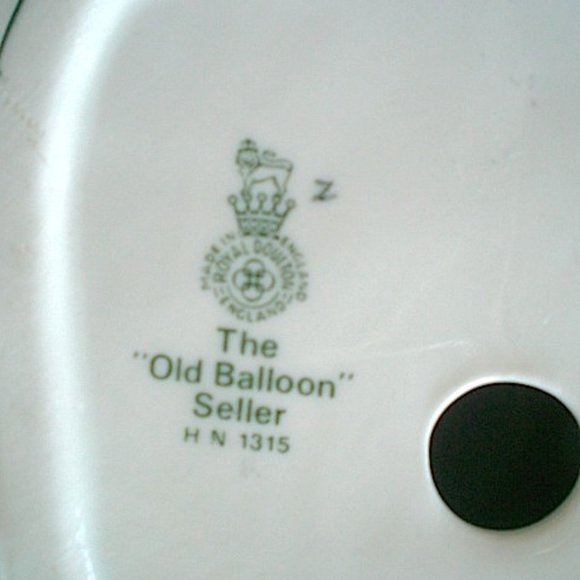 Z
MADE IN ENGLAND
ROYAL DOULTON
ENGLAND
The
"Old Balloon"
Seller
H N 1315